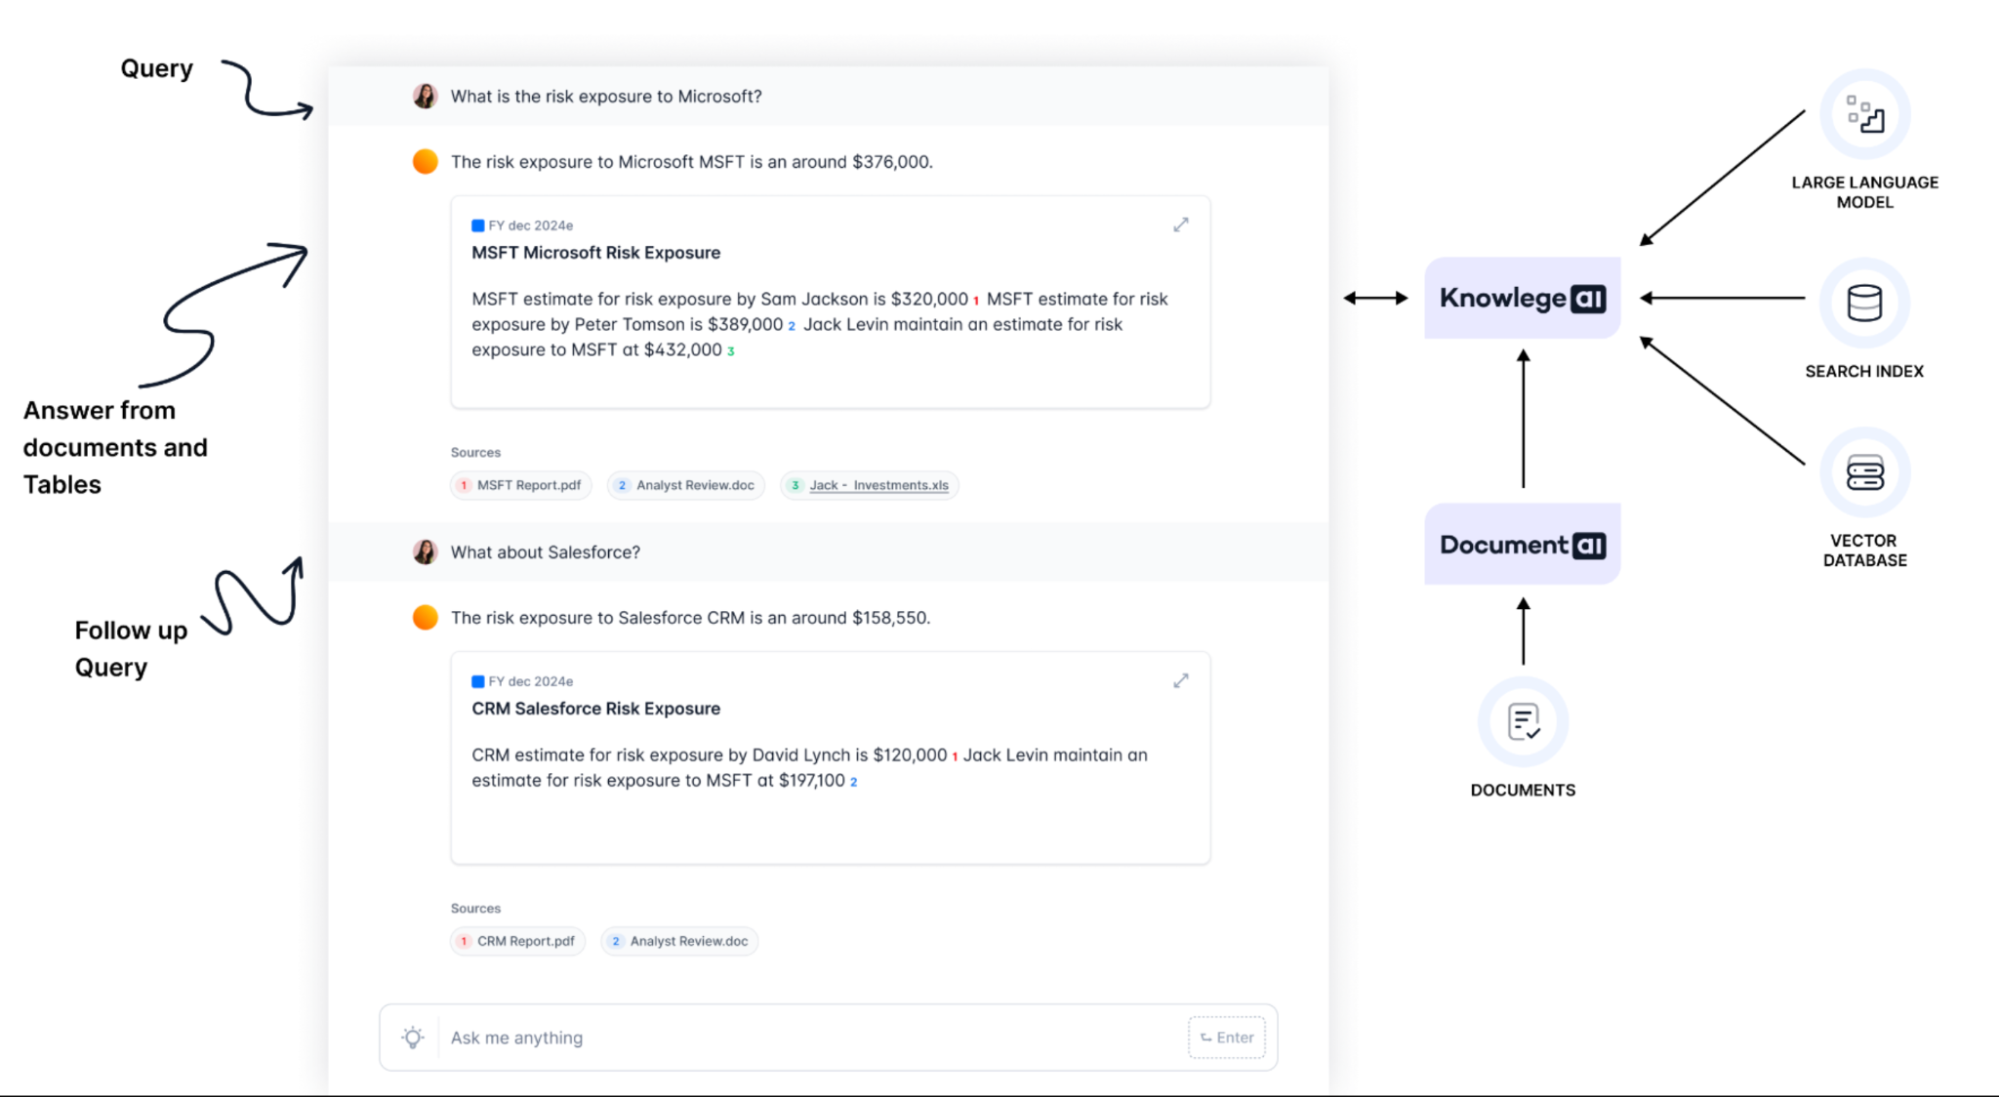 Query
What is the risk exposure to Microsoft?
The risk exposure to Microsoft MSFT is an around $376,000.
FY dec 2024e
MSFT Microsoft Risk Exposure
MSFT estimate for risk exposure by Sam Jackson is $320,000 1 MSFT estimate for risk
exposure by Peter Tomson is $389,000 2 Jack Levin maintain an estimate for risk
exposure to MSFT at $432,000 3
Answer from
documents and
Tables
Sources
1 MSFT Report.pdf 2 Analyst Review.doc 3 Jack - Investments.xls
What about Salesforce?
Follow up
Query
The risk exposure to Salesforce CRM is an around $158,550.
FY dec 2024e
CRM Salesforce Risk Exposure
CRM estimate for risk exposure by David Lynch is $120,000 1 Jack Levin maintain an
estimate for risk exposure to MSFT at $197,100 2
Sources
1 CRM Report.pdf 2 Analyst Review.doc
Ask me anything
Enter
Knowlege ai
Document ai
DOCUMENTS
LARGE LANGUAGE
MODEL
SEARCH INDEX
VECTOR
DATABASE